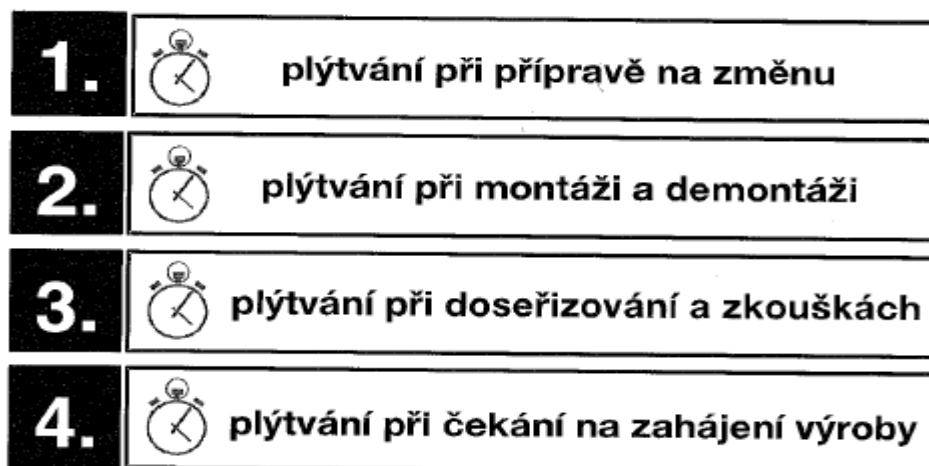 1. plýtvání při přípravě na změnu
2. plýtvání při montáži a demontáži
3. plýtvání při doseřizování a zkouškách
4. plýtvání při čekání na zahájení výroby